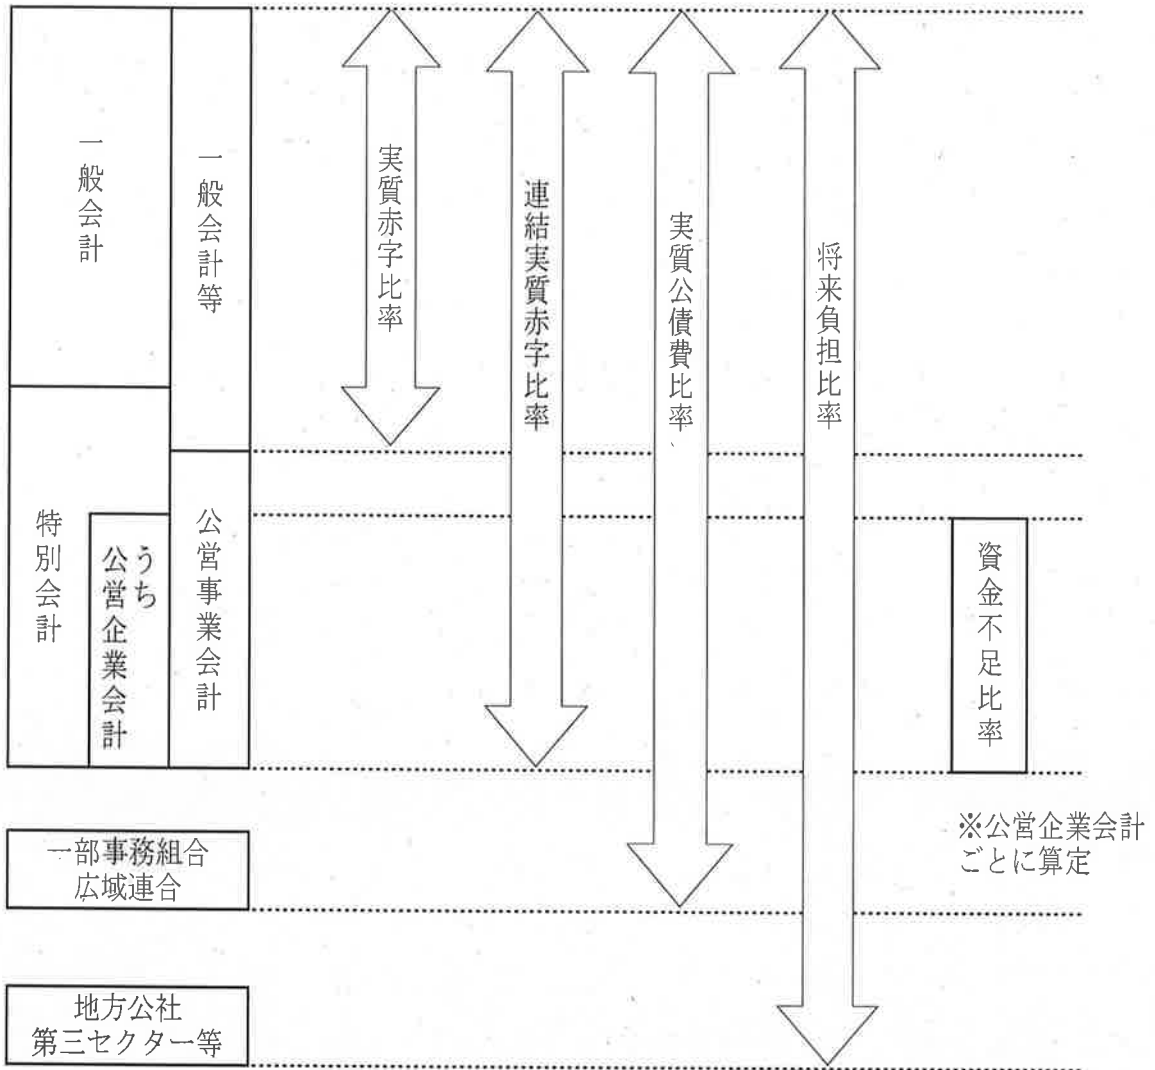 一般会計
一般会計等
実質赤字比率
連結実質赤字比率
実質公債費比率
将来負担比率
特別会計
うち
公営企業会計
公営事業会計
資金不足比率
※公営企業会計
ごとに算定
一部事務組合
広域連合
地方公社
第三セクター等